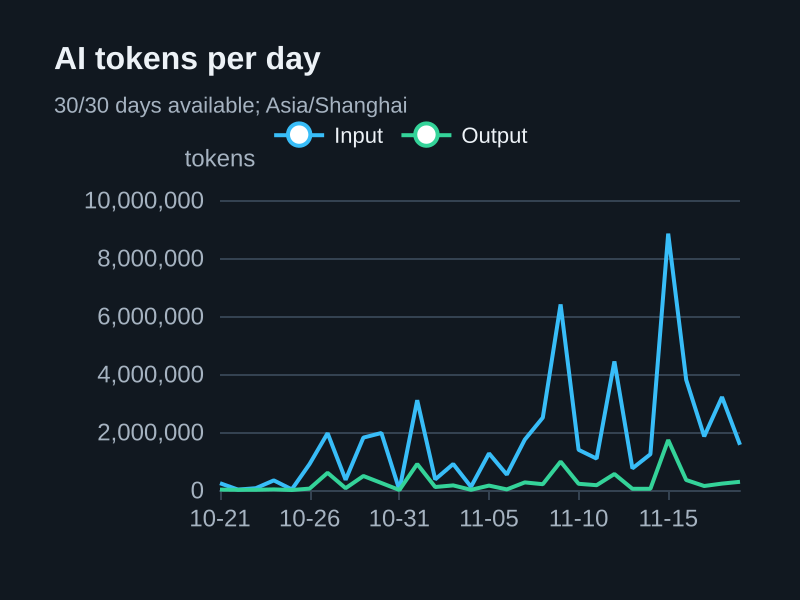 AI tokens per day
30/30 days available; Asia/Shanghai
Input Output
tokens
10,000,000
8,000,000
6,000,000
4,000,000
2,000,000
0
10-21 10-26 10-31 11-05 11-10 11-15